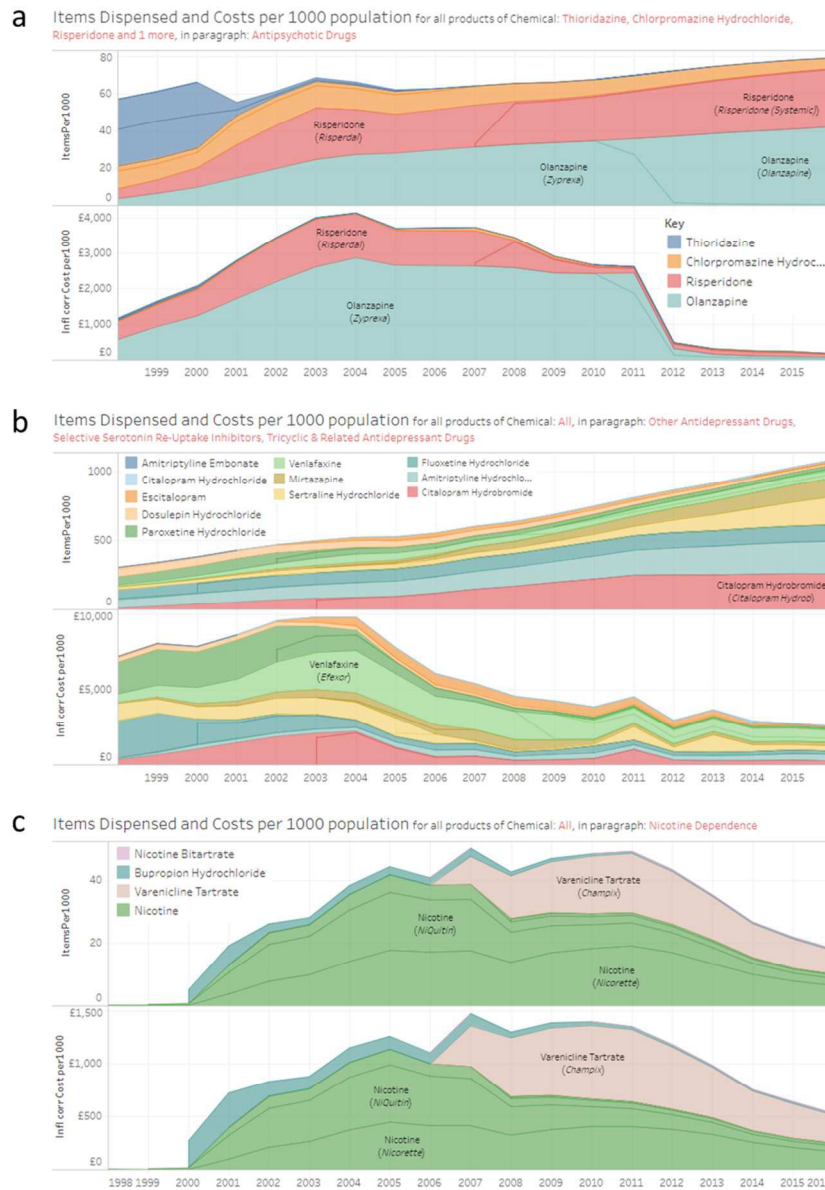 a
Items Dispensed and Costs per 1000 population for all products of Chemical: Thioridazine, Chlorpromazine Hydrochloride,
Risperidone and 1 more, in paragraph: Antipsychotic Drugs
ItemsPer1000
80
60
40
20
0
Risperidone
(Risperdal)
Risperidone
(Risperidone (Systemic)
Olanzapine
(Zyprexa)
Olanzapine
(Olanzapine)
Infl corr Cost per1000
£4,000
£3,000
£2,000
£1,000
£0
Risperidone
(Risperdal)
Olanzapine
(Zyprexa)
Key
Thioridazine
Chlorpromazine Hydroc...
Risperidone
Olanzapine
1999 2000 2001 2002 2003 2004 2005 2006 2007 2008 2009 2010 2011 2012 2013 2014 2015
b
Items Dispensed and Costs per 1000 population for all products of Chemical: All, in paragraph: Other Antidepressant Drugs,
Selective Serotonin Re-Uptake Inhibitors, Tricyclic & Related Antidepressant Drugs
ItemsPer1000
1000
500
0
Amitriptyline Embonate
Citalopram Hydrochloride
Escitalopram
Dosulepin Hydrochloride
Paroxetine Hydrochloride
Venlafaxine
Mirtazapine
Sertraline Hydrochloride
Fluoxetine Hydrochloride
Amitriptyline Hydrochlo...
Citalopram Hydrobromide
Citalopram Hydrobromide
(Citalopram Hydrob)
Infl corr Cost per1000
£10,000
£5,000
£0
Venlafaxine
(Efexor)
1999 2000 2001 2002 2003 2004 2005 2006 2007 2008 2009 2010 2011 2012 2013 2014 2015
c
Items Dispensed and Costs per 1000 population for all products of Chemical: All, in paragraph: Nicotine Dependence
ItemsPer1000
40
20
0
Nicotine Bitartrate
Bupropion Hydrochloride
Varenicline Tartrate
Nicotine
Varenicline Tartrate
(Champix)
Nicotine
(NiQuitin)
Nicotine
(Nicorette)
Infl corr Cost per1000
£1,500
£1,000
£500
£0
Varenicline Tartrate
(Champix)
Nicotine
(NiQuitin)
Nicotine
(Nicorette)
1998 1999 2000 2001 2002 2003 2004 2005 2006 2007 2008 2009 2010 2011 2012 2013 2014 2015 201